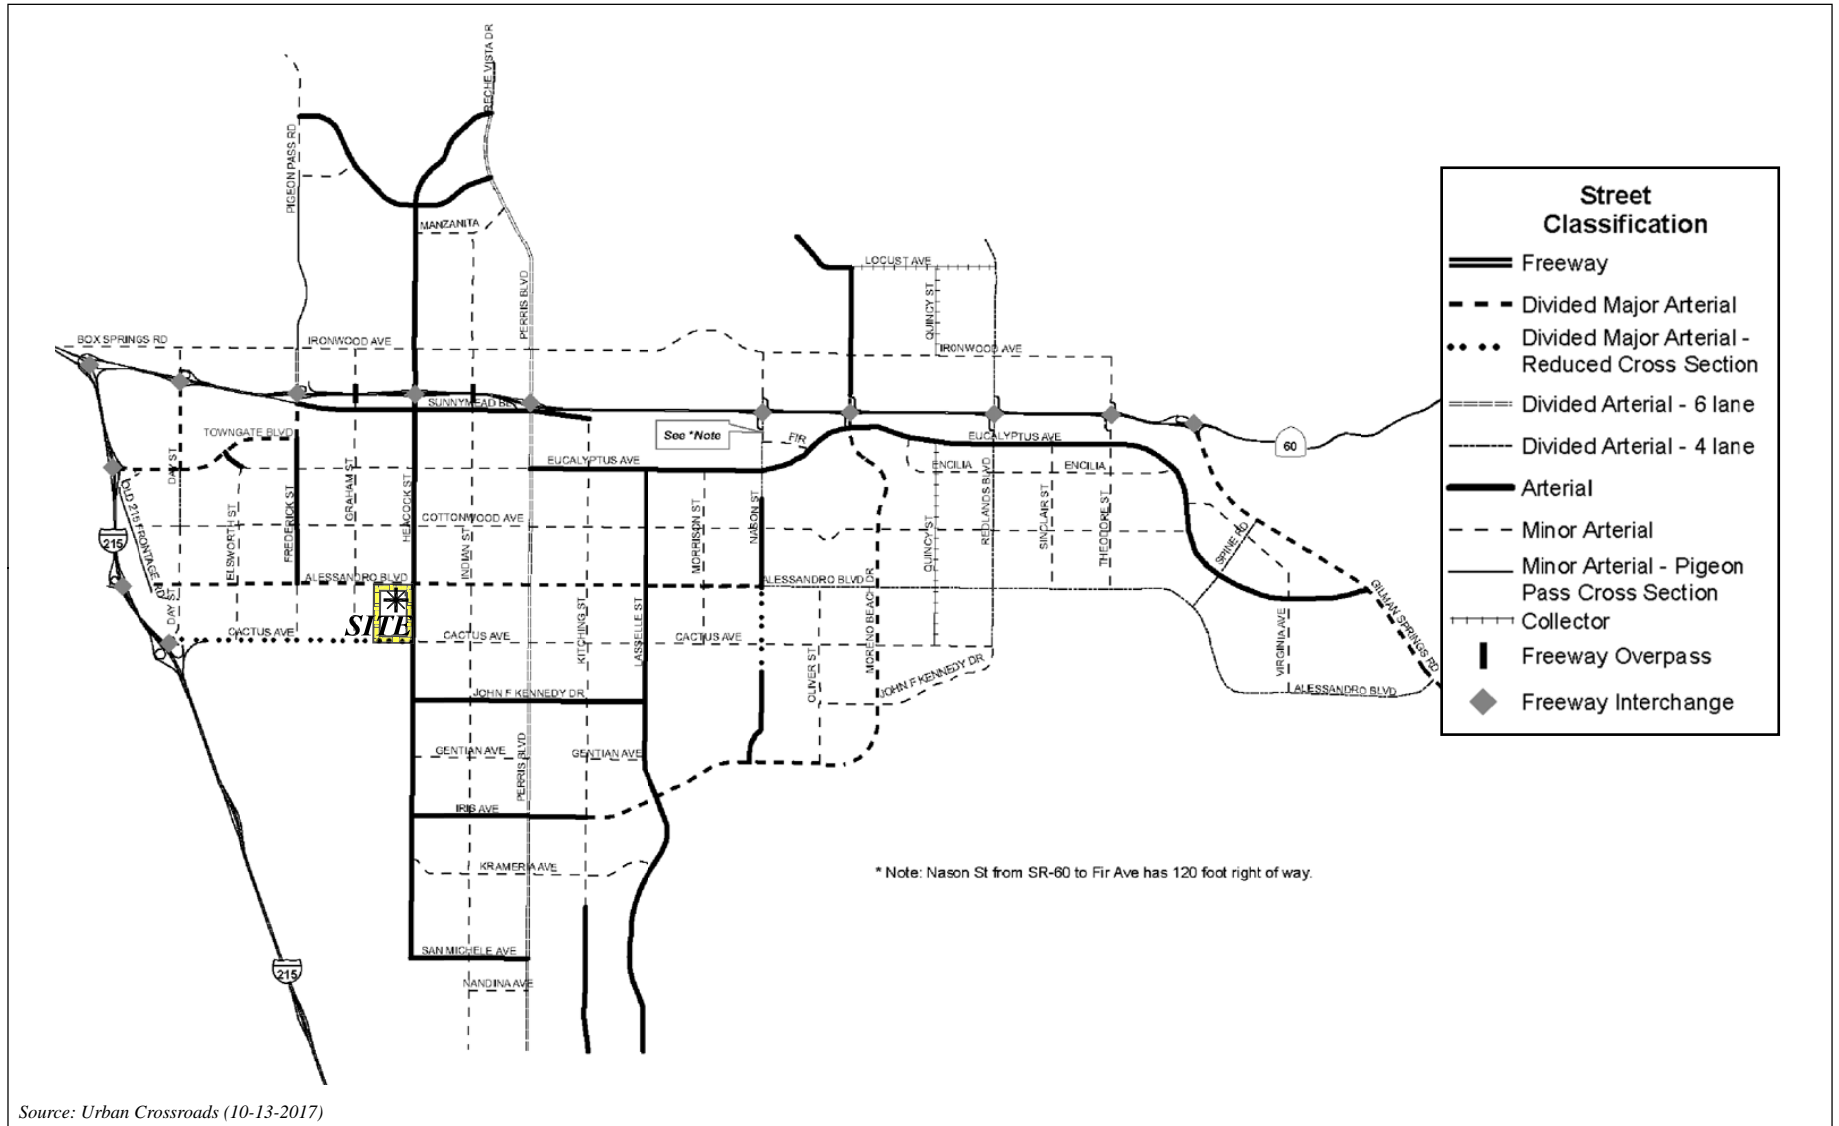 RECHE VISTA DR
PIGEON PASS RD
MANZANITA
PERRIS BLVD
LOCUST AVE
QUINCY ST
BOX SPRINGS RD
IRONWOOD AVE
IRONWOOD AVE
SUNNYMEAD BL
See *Note
FIR
EUCALYPTUS AVE
60
TOWNGATE BLVD
DAY ST
EUCALYPTUS AVE
ENCILIA
ENCILIA
OLD 215 FRONTAGE RD
ELSWORTH ST
FREDERICK ST
GRAHAM ST
HEACOCK ST
COTTONWOOD AVE
INDIAN ST
MORRISON ST
NASON ST
QUINCY ST
REDLANDS BLVD
SINCLAIR ST
THEODORE ST
SPINE RD
215
ALESSANDRO BLVD
ALESSANDRO BLVD
GILMAN SPRINGS RD
DAY ST
SITE
CACTUS AVE
CACTUS AVE
CACTUS AVE
KITCHING ST
LASSELLE ST
OLIVER ST
MORENO BEACH DR
JOHN F KENNEDY DR
VIRGINIA AVE
ALESSANDRO BLVD
JOHN F KENNEDY DR
GENTIAN AVE
PERRIS BLVD
GENTIAN AVE
IRIS AVE
KRAMERIA AVE
SAN MICHELE AVE
NANDINA AVE
215
* Note: Nason St from SR-60 to Fir Ave has 120 foot right of way.
Street
Classification
Freeway
Divided Major Arterial
Divided Major Arterial -
Reduced Cross Section
Divided Arterial - 6 lane
Divided Arterial - 4 lane
Arterial
Minor Arterial
Minor Arterial - Pigeon
Pass Cross Section
Collector
Freeway Overpass
Freeway Interchange
Source: Urban Crossroads (10-13-2017)